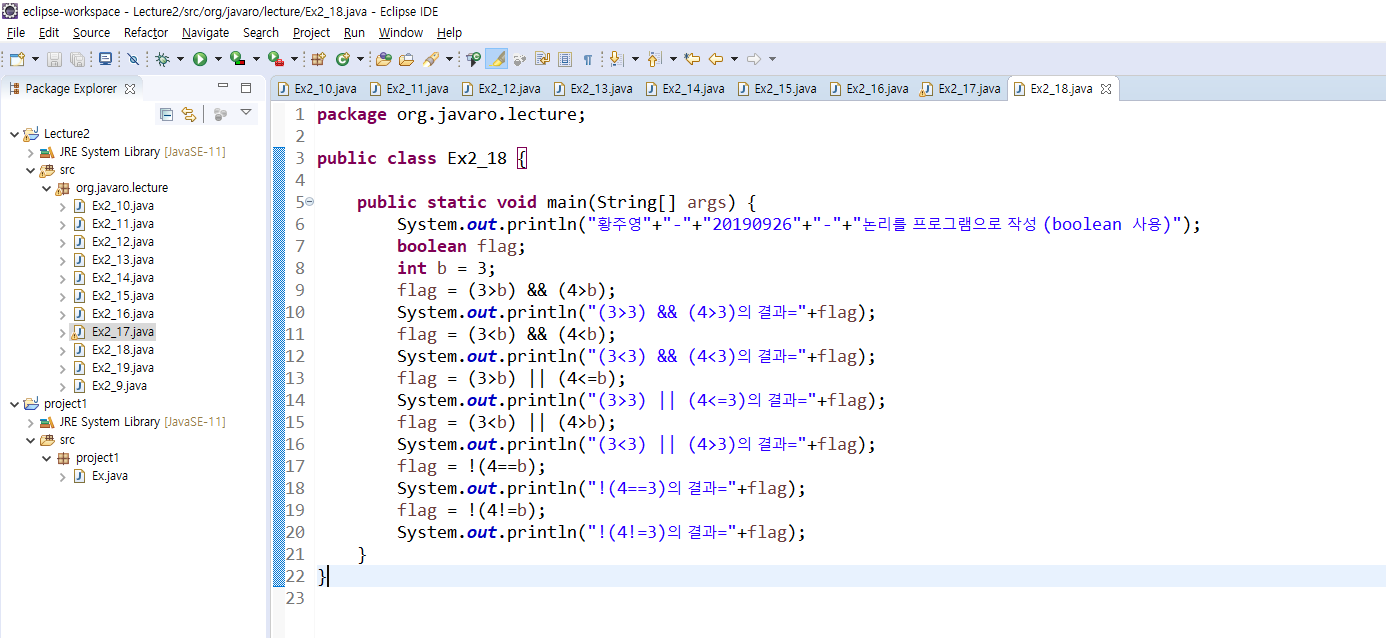 eclipse-workspace - Lecture2/src/org/javaro/lecture/Ex2_18.java - Eclipse IDE
File Edit Source Refactor Navigate Search Project Run Window Help
Package Explorer
Ex2_10.java Ex2_11.java Ex2_12.java Ex2_13.java Ex2_14.java Ex2_15.java Ex2_16.java Ex2_17.java Ex2_18.java
Lecture2
JRE System Library [JavaSE-11]
src
org.javaro.lecture
Ex2_10.java
Ex2_11.java
Ex2_12.java
Ex2_13.java
Ex2_14.java
Ex2_15.java
Ex2_16.java
Ex2_17.java
Ex2_18.java
Ex2_19.java
Ex2_9.java
project1
JRE System Library [JavaSE-11]
src
project1
Ex.java
1 package org.javaro.lecture;
2
3 public class Ex2_18 {
4
5     public static void main(String[] args) {
6         System.out.println("황주영"+"-"+"20190926"+"-"+"논리를 프로그램으로 작성 (boolean 사용)");
7         boolean flag;
8         int b = 3;
9         flag = (3>b) && (4>b);
10         System.out.println("(3>3) && (4>3)의 결과="+flag);
11         flag = (3<b) && (4<b);
12         System.out.println("(3<3) && (4<3)의 결과="+flag);
13         flag = (3>b) || (4<=b);
14         System.out.println("(3>3) || (4<=3)의 결과="+flag);
15         flag = (3<b) || (4>b);
16         System.out.println("(3<3) || (4>3)의 결과="+flag);
17         flag = !(4==b);
18         System.out.println("!(4==3)의 결과="+flag);
19         flag = !(4!=b);
20         System.out.println("!(4!=3)의 결과="+flag);
21     }
22 }
23